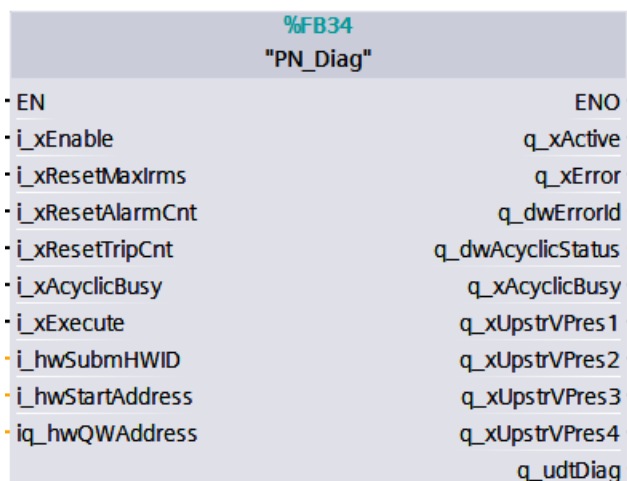 %FB34
"PN_Diag"
EN ENO
i_xEnable q_xActive
i_xResetMaxIrms q_xError
i_xResetAlarmCnt q_dwErrorId
i_xResetTripCnt q_dwAcyclicStatus
i_xAcyclicBusy q_xAcyclicBusy
i_xExecute q_xUpstrVPres1
i_hwSubmHWID q_xUpstrVPres2
i_hwStartAddress q_xUpstrVPres3
iq_hwQWAddress q_xUpstrVPres4
q_udtDiag